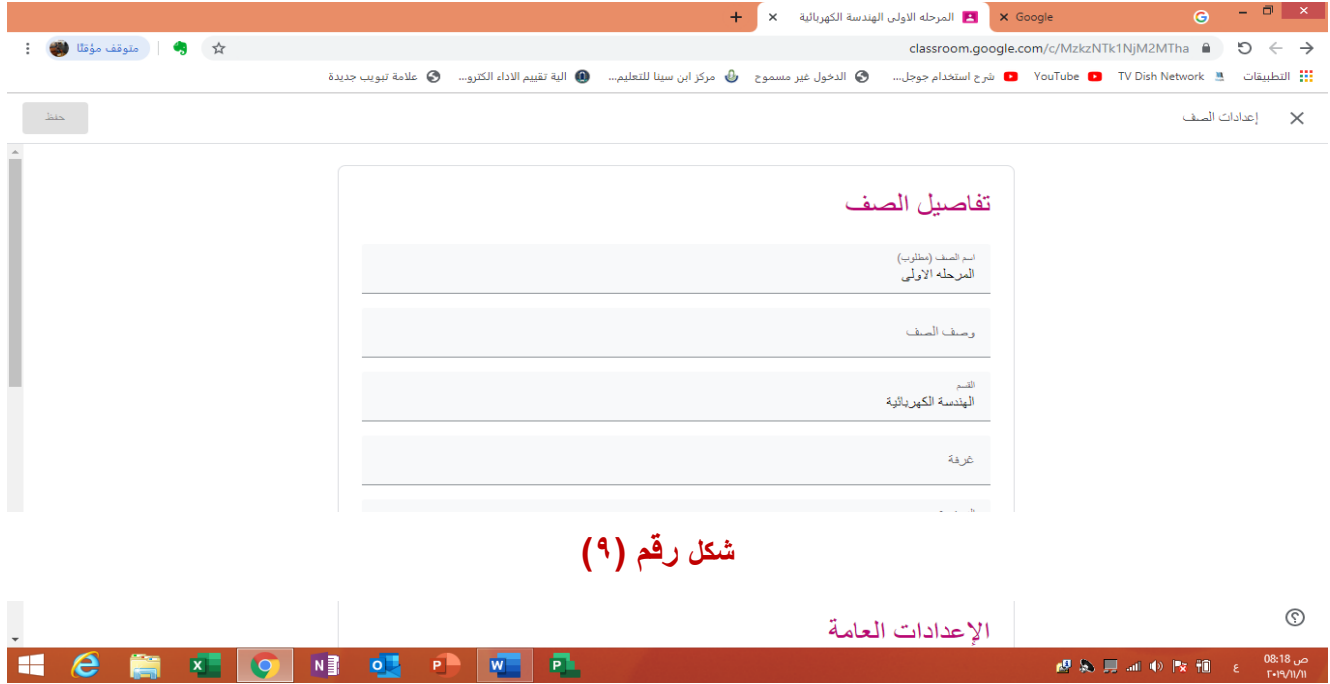 Google
المرحله الاولى الهندسة الكهربائية
classroom.google.com/c/MzkzNTk1NjM2MTha
متوقف مؤقتًا
التطبيقات
TV Dish Network
YouTube
شرح استخدام جوجل...
الدخول غير مسموح
مركز ابن سينا للتعليم...
الية تقييم الاداء الكترو...
علامة تبويب جديدة
إعدادات الصف
حفظ
تفاصيل الصف
اسم الصف (مطلوب)
المرحله الاولى
وصف الصف
القسم
الهندسة الكهربائية
غرفة
شكل رقم (٩)
الإعدادات العامة
ع
08:18 ص
٢٠١٩/١١/١١